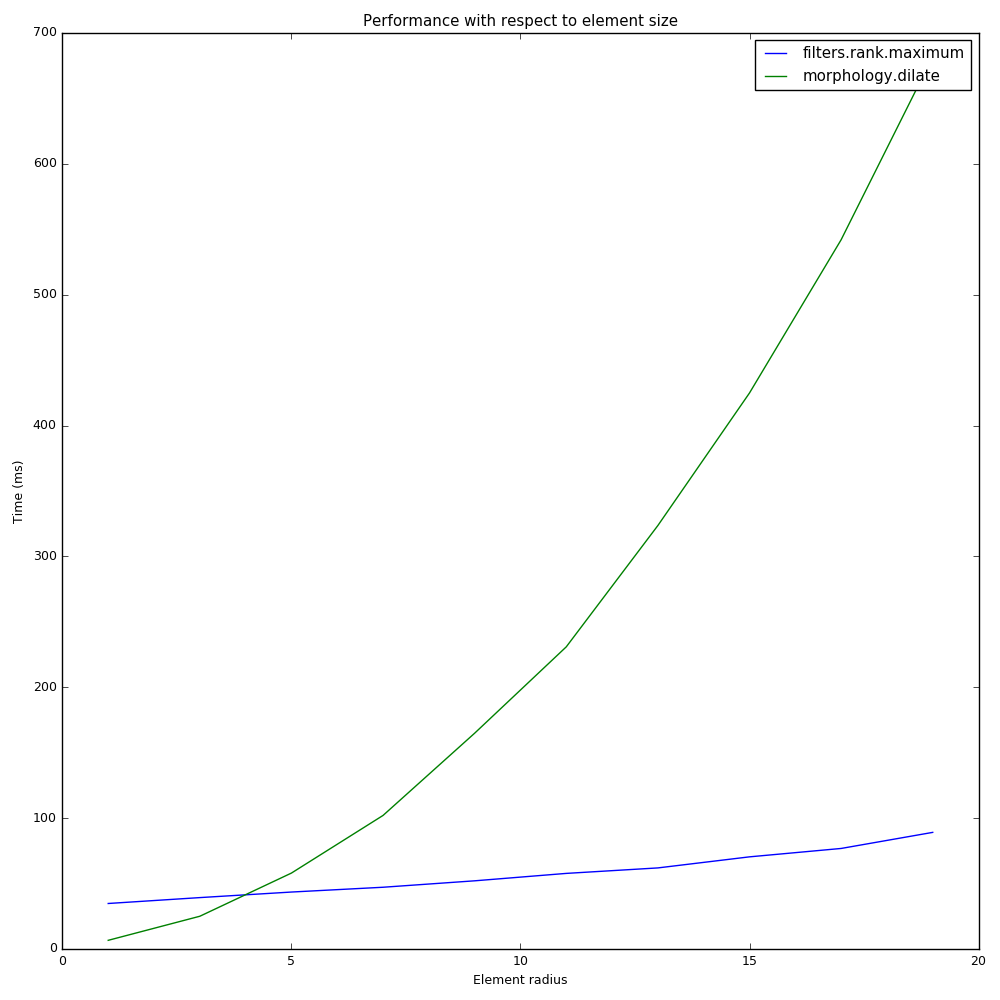 Performance with respect to element size
700
600
500
400
300
200
100
0
Time (ms)
filters.rank.maximum
morphology.dilate
0 5 10 15 20
Element radius